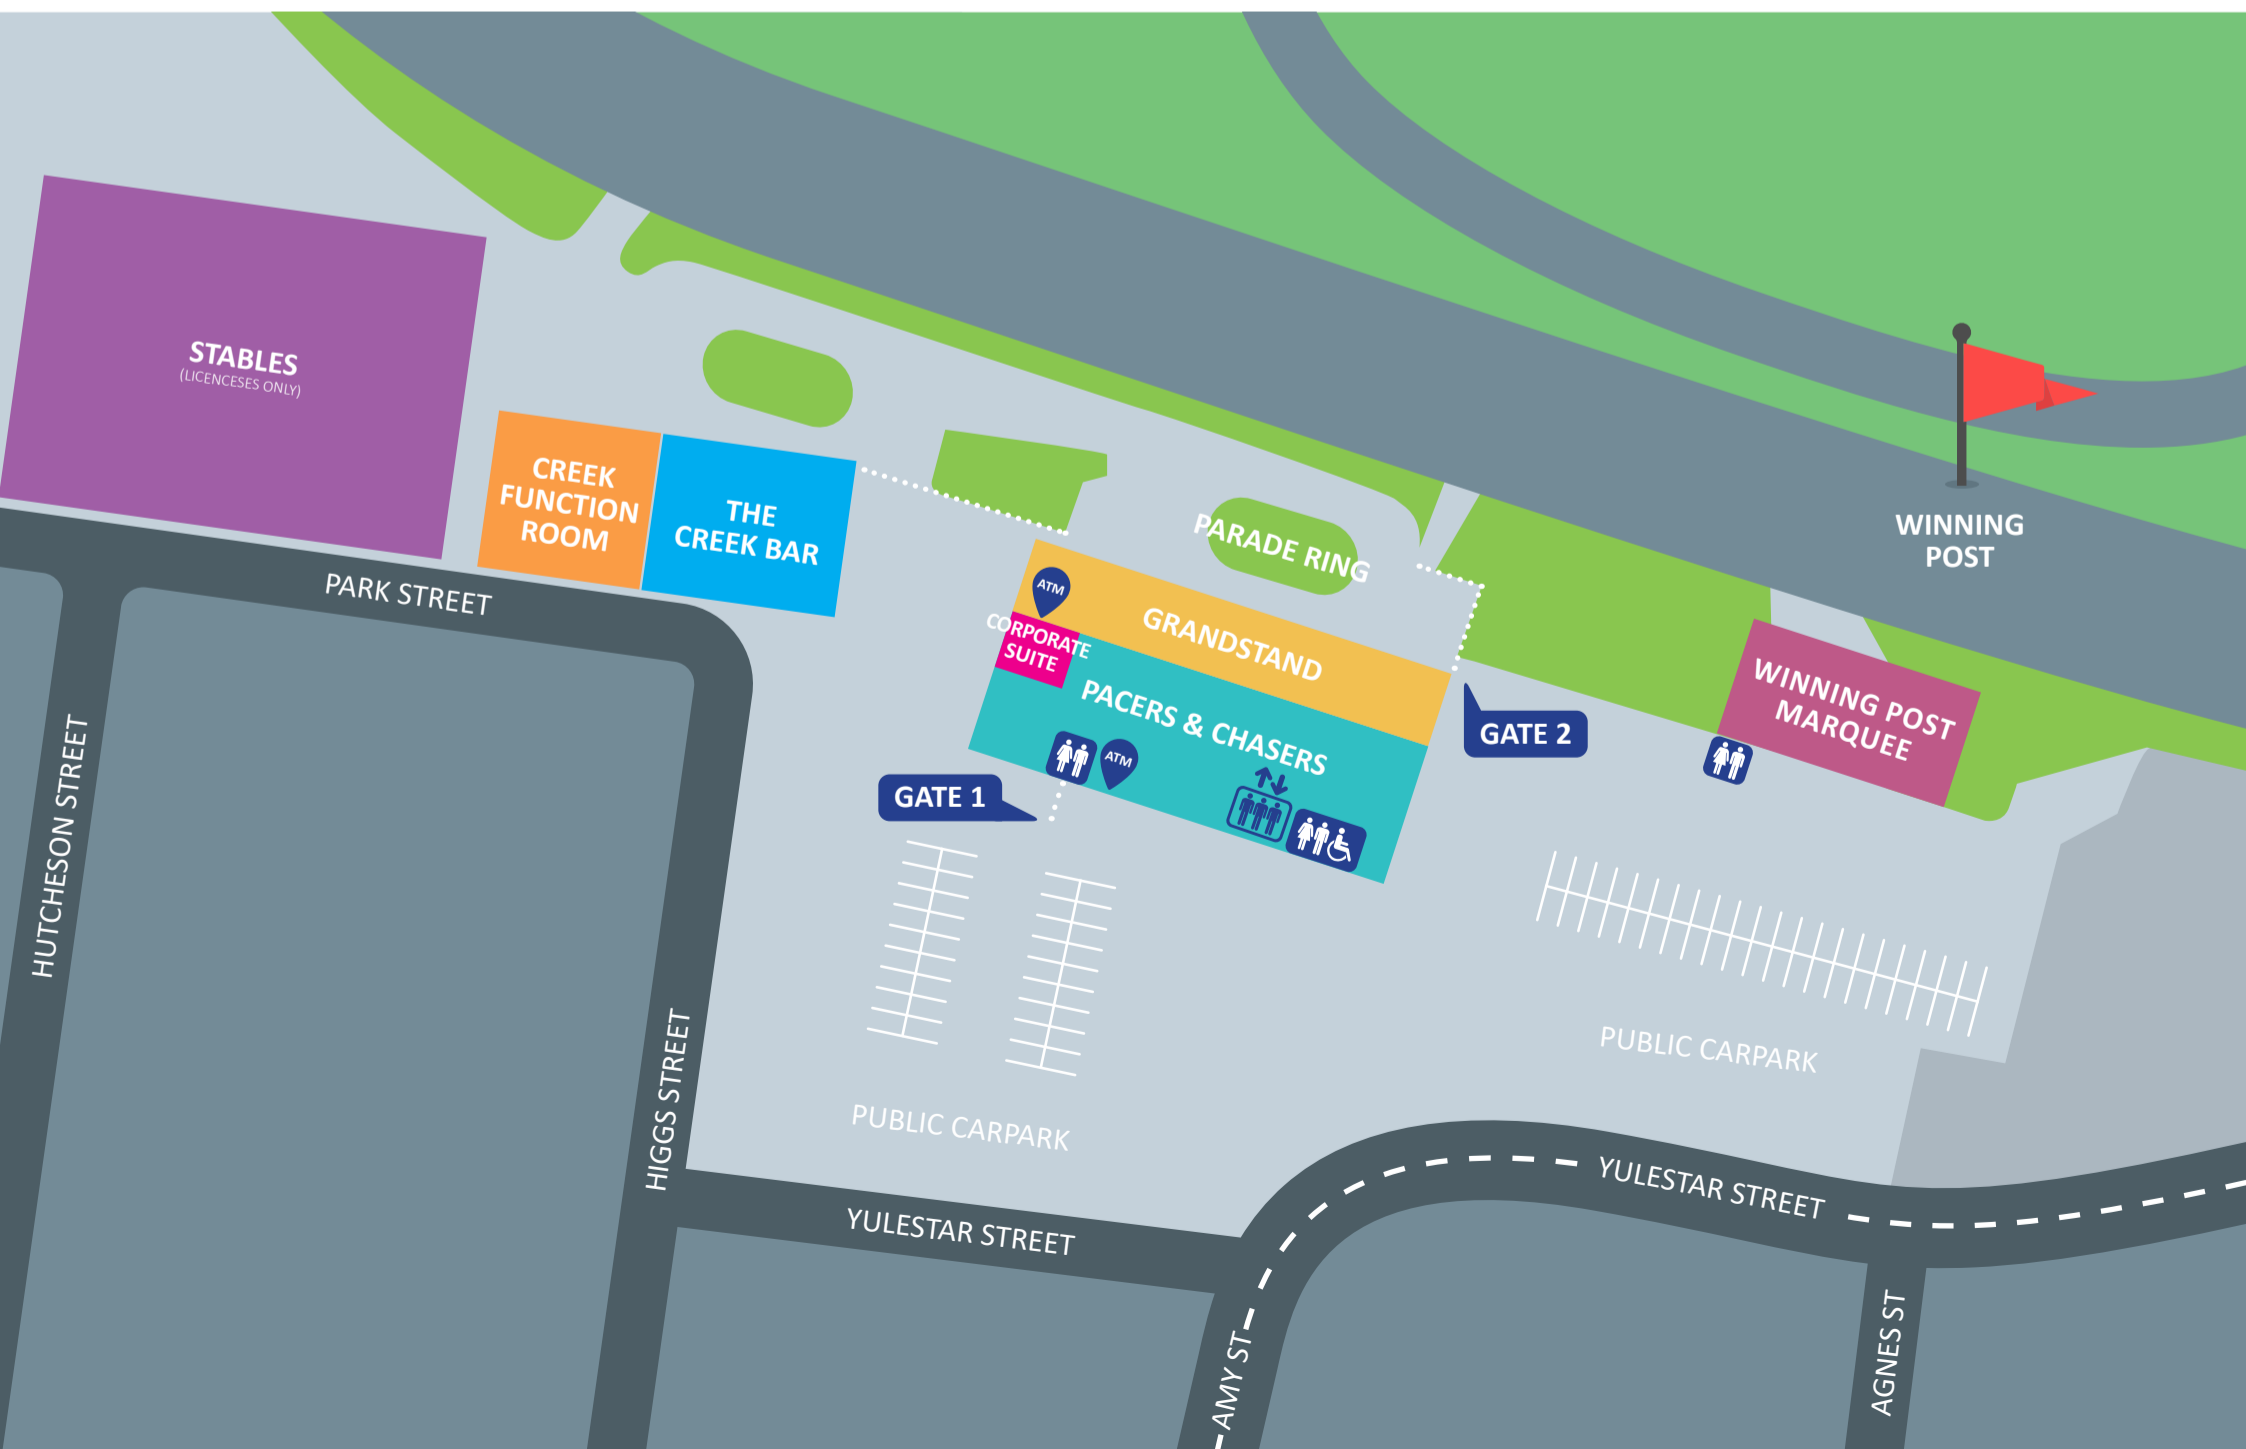 STABLES
(LICENCESES ONLY)
CREEK
FUNCTION
ROOM
THE
CREEK BAR
PARK STREET
HUTCHESON STREET
HIGGS STREET
PARADE RING
WINNING
POST
ATM
GRANDSTAND
CORPORATE
SUITE
PACERS & CHASERS
ATM
GATE 1
GATE 2
WINNING POST
MARQUEE
PUBLIC CARPARK
PUBLIC CARPARK
YULESTAR STREET
YULESTAR STREET
AMY ST
AGNES ST